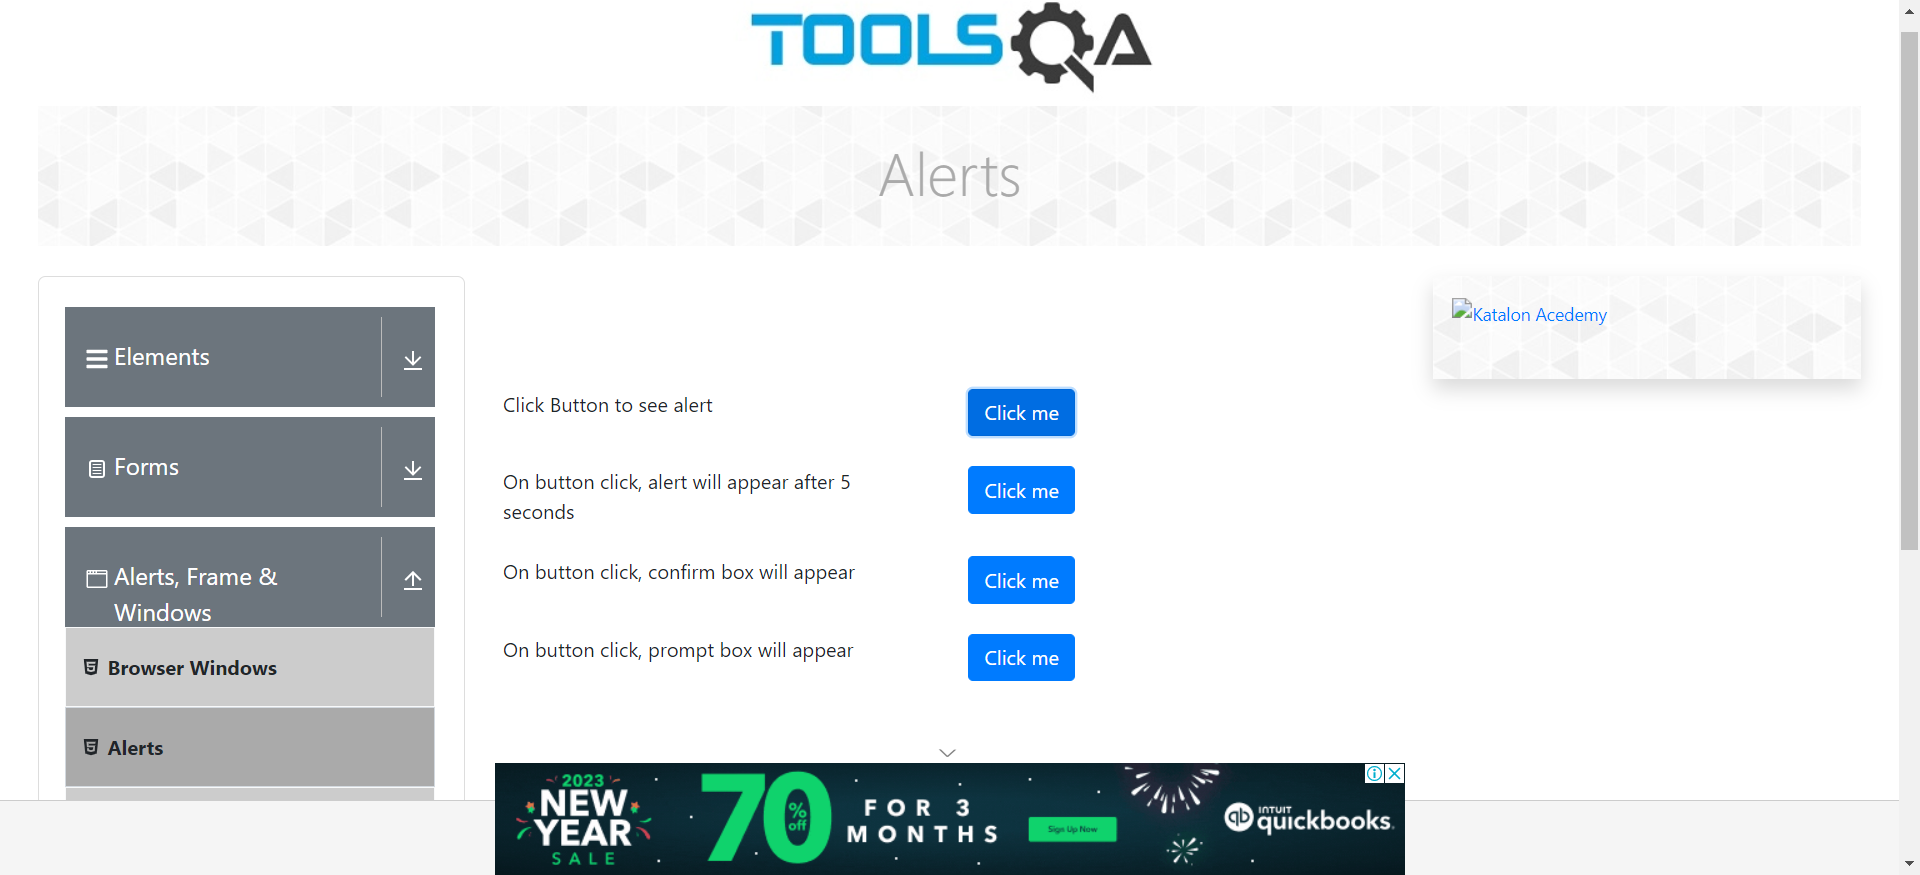 TOOLSQA
Alerts
Elements
Forms
Alerts, Frame &
Windows
Browser Windows
Alerts
Click Button to see alert
Click me
On button click, alert will appear after 5
seconds
Click me
On button click, confirm box will appear
Click me
On button click, prompt box will appear
Click me
Katalon Acedemy
2023
NEW
YEAR
SALE
70
%
off
FOR 3
MONTHS
Sign Up Now
qb
INTUIT
quickbooks.